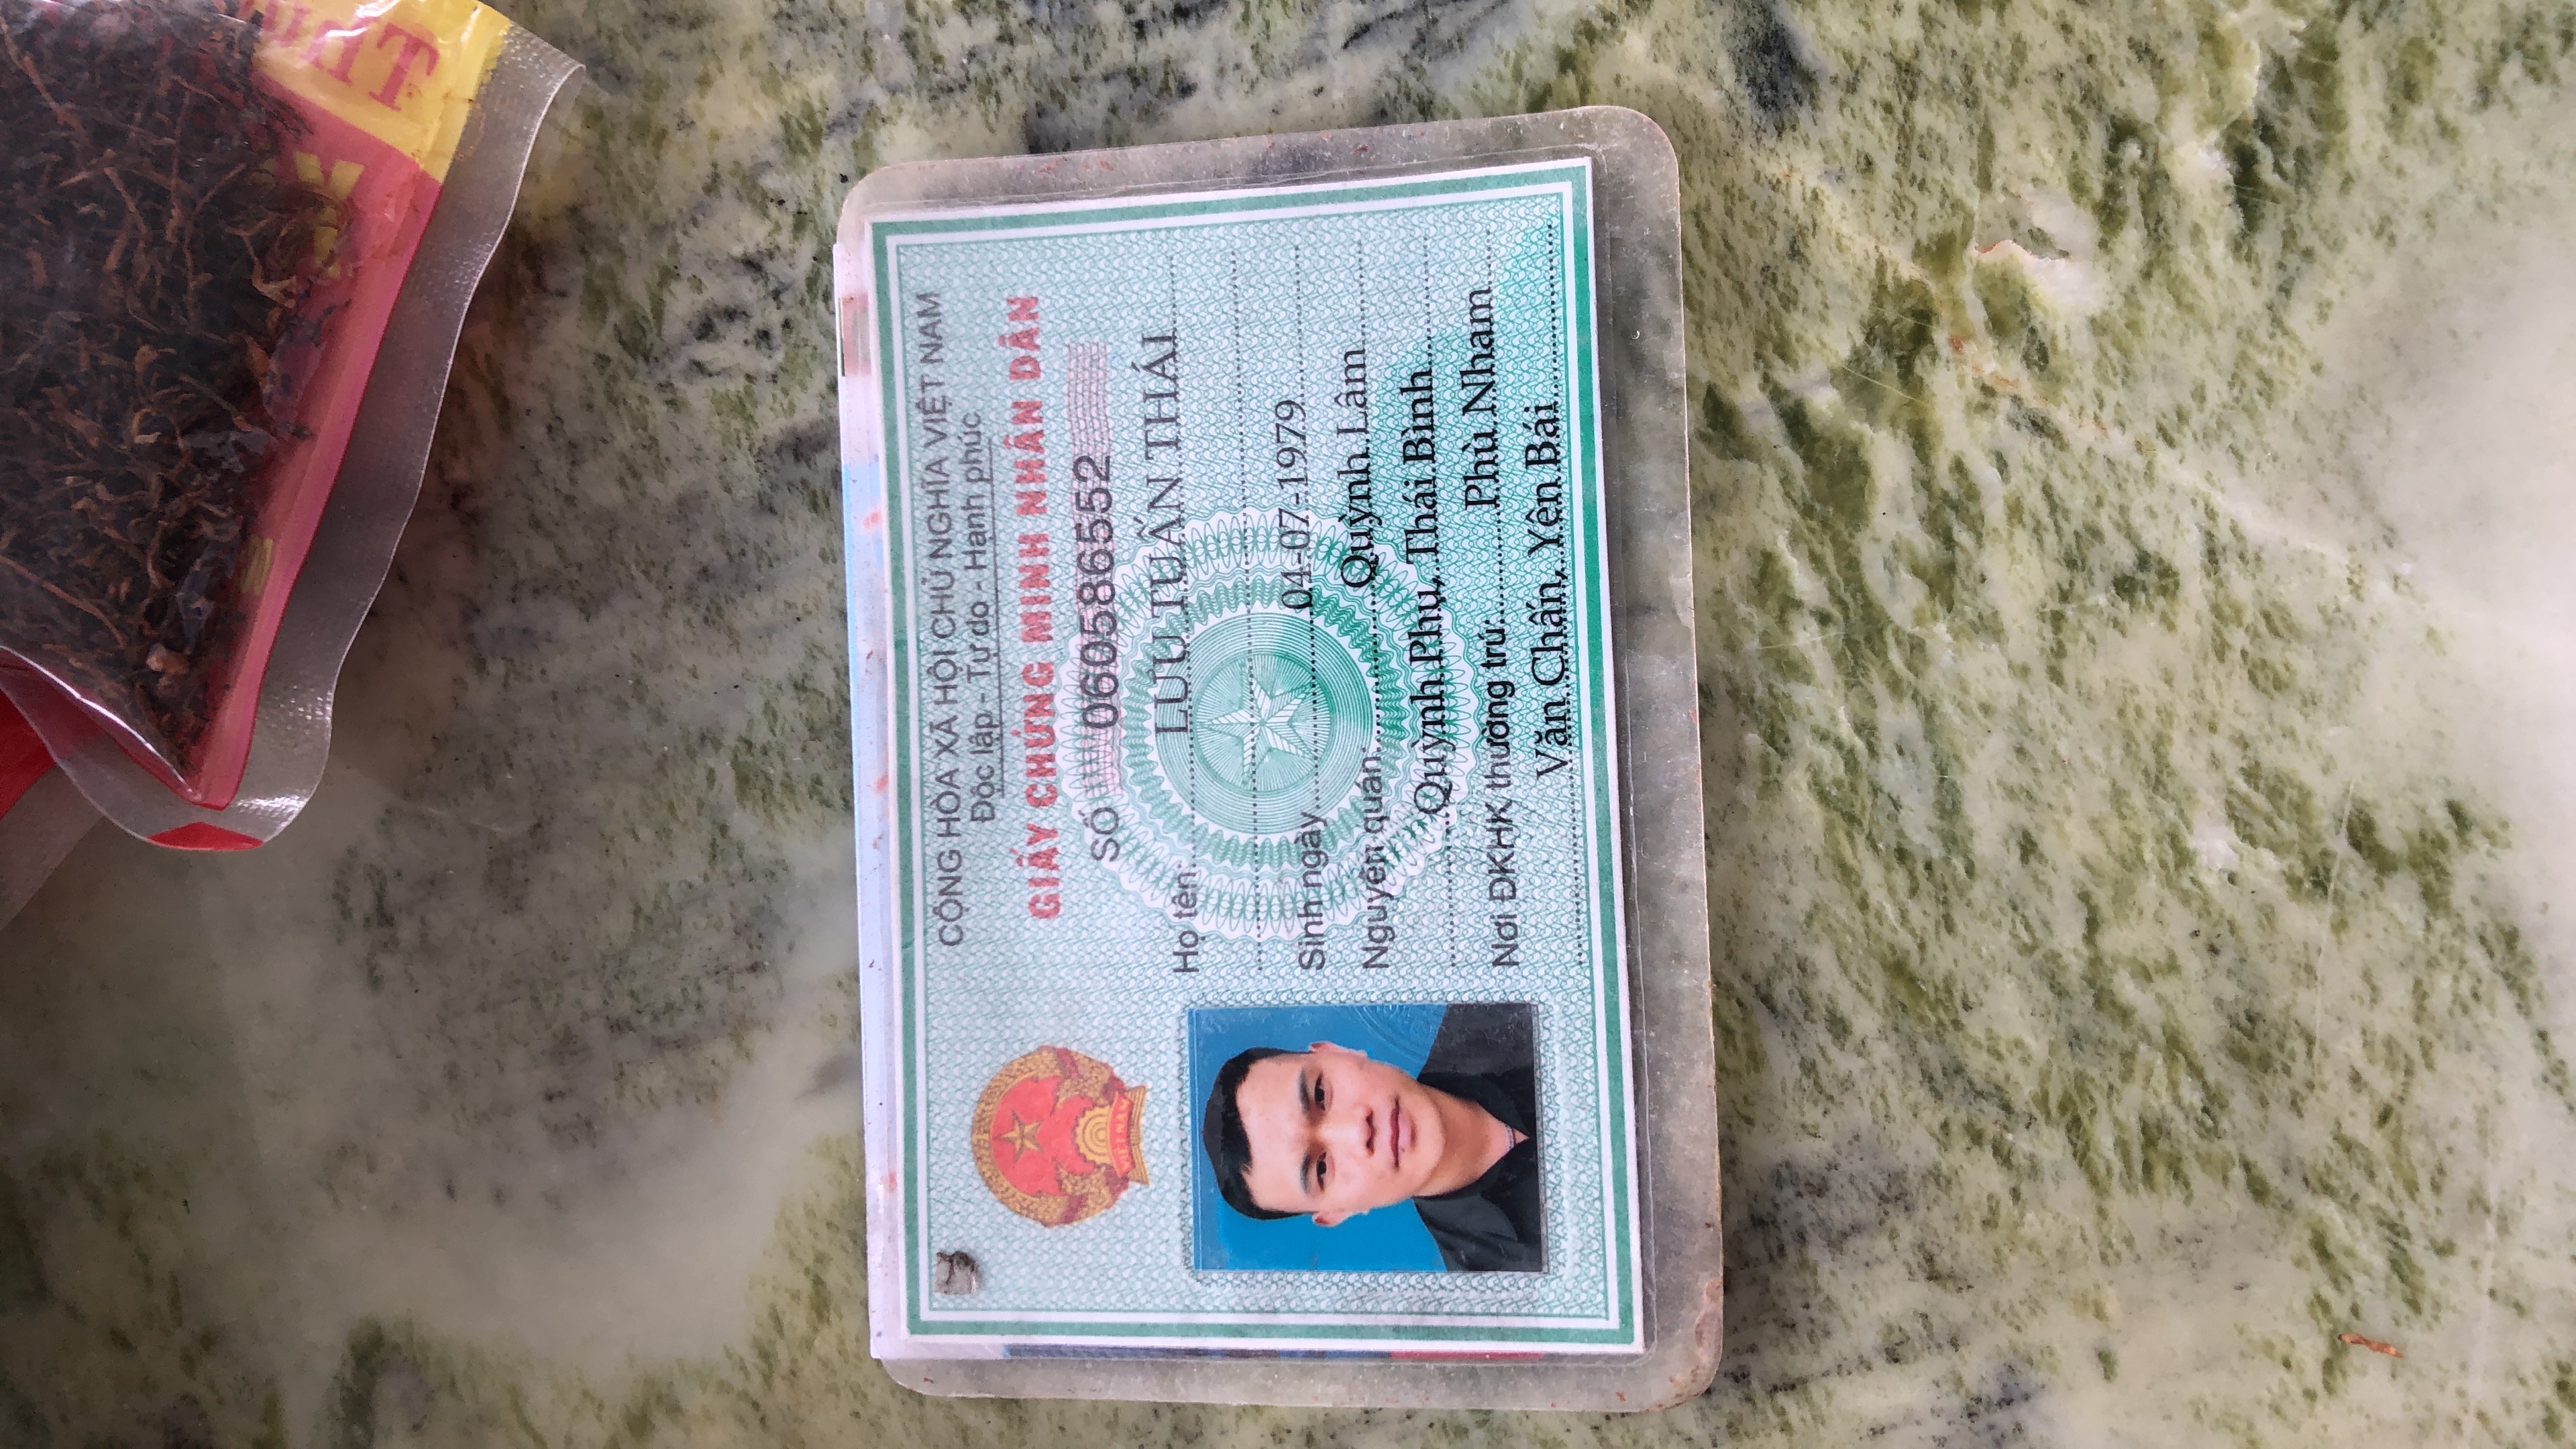 CỘNG HÒA XÃ HỘI CHỦ NGHĨA VIỆT NAM
Độc lập - Tự do - Hạnh phúc
GIẤY CHỨNG MINH NHÂN DÂN
SỐ 060586552
VIỆT NAM
Họ tên: LƯU TUẤN THÁI
Sinh ngày 04-07-1979
Nguyên quán: Quỳnh Lâm
Quỳnh Phụ, Thái Bình
Nơi ĐKHK thường trú: Phù Nham
Văn Chấn, Yên Bái